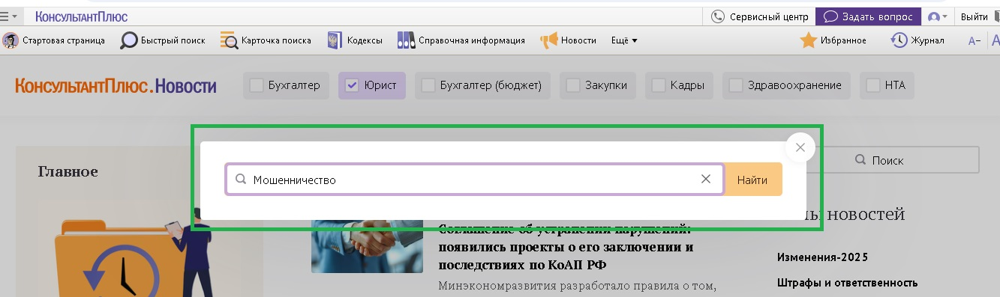 КонсультантПлюс Сервисный центр Задать вопрос Выйти
Стартовая страница Быстрый поиск Карточка поиска Кодексы Справочная информация Новости Ещё Избранное Журнал A− A
КонсультантПлюс.Новости Бухгалтер Юрист Бухгалтер (бюджет) Закупки Кадры Здравоохранение НТА
Поиск
Главное
Мошенничество Найти
новостей
Соглашение об устранении нарушений:
появились проекты о его заключении и
последствиях по КоАП РФ
Минэкономразвития разработало правила о том,
Изменения-2025
Штрафы и ответственность